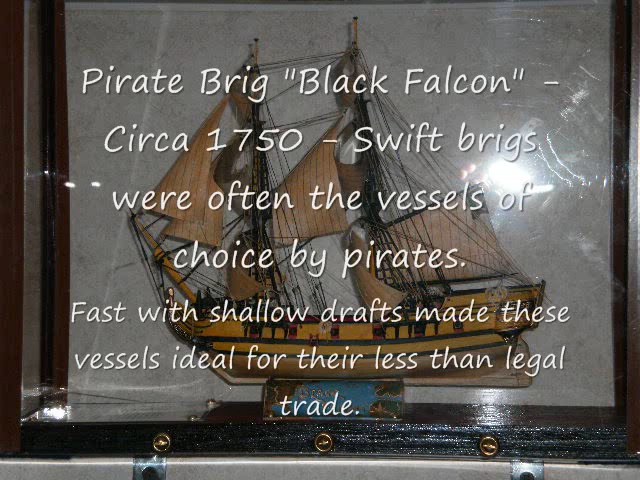 Pirate Brig "Black Falcon" -
Circa 1750 - Swift brigs
were often the vessels of
choice by pirates.
Fast with shallow drafts made these
vessels ideal for their less than legal
trade.